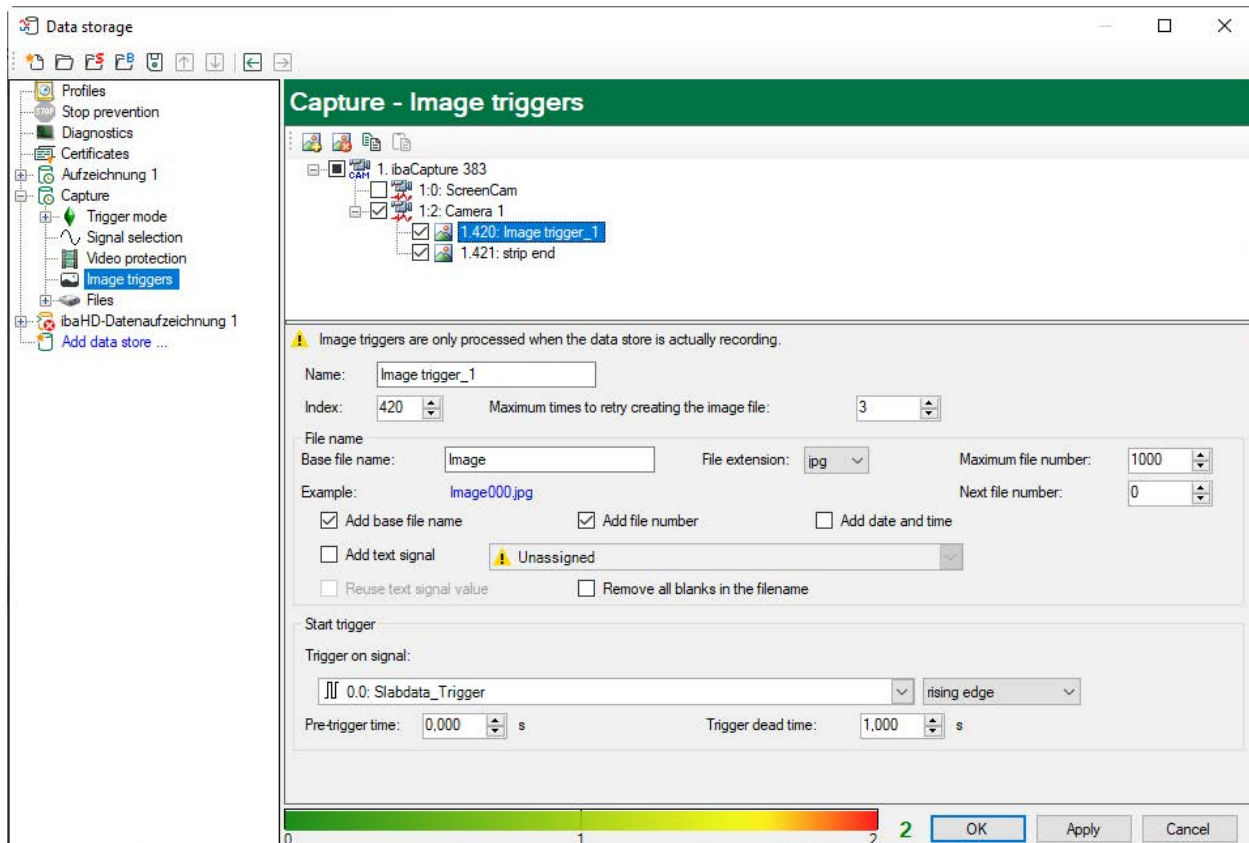 Data storage
Profiles
STOP Stop prevention
Diagnostics
Certificates
Aufzeichnung 1
Capture
Trigger mode
Signal selection
Video protection
Image triggers
Files
ibaHD-Datenaufzeichnung 1
Add data store ...
Capture - Image triggers
CAM 1. ibaCapture 383
1:0: ScreenCam
1:2: Camera 1
1.420: Image trigger_1
1.421: strip end
Image triggers are only processed when the data store is actually recording.
Name: Image trigger_1
Index: 420 Maximum times to retry creating the image file: 3
File name
Base file name: Image File extension: jpg Maximum file number: 1000
Example: Image000.jpg Next file number: 0
Add base file name Add file number Add date and time
Add text signal Unassigned
Reuse text signal value Remove all blanks in the filename
Start trigger
Trigger on signal:
0.0: Slabdata_Trigger rising edge
Pre-trigger time: 0,000 s Trigger dead time: 1,000 s
0 1 2 2 OK Apply Cancel